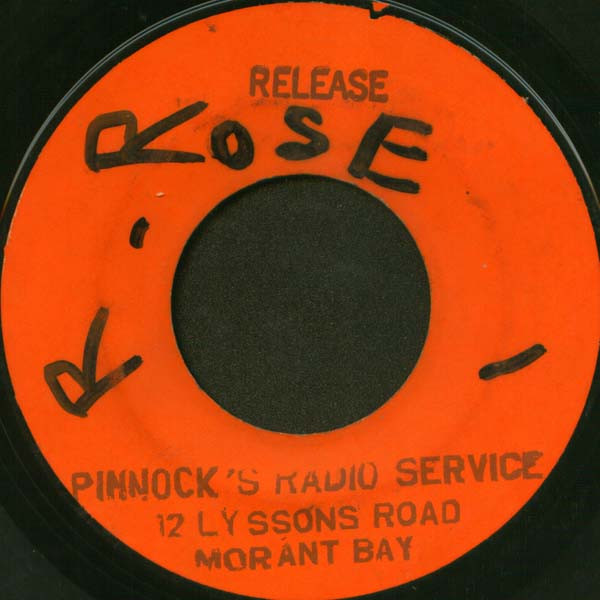 RELEASE
R-ROSE
PINNOCK'S RADIO SERVICE
12 LYSSONS ROAD
MORANT BAY